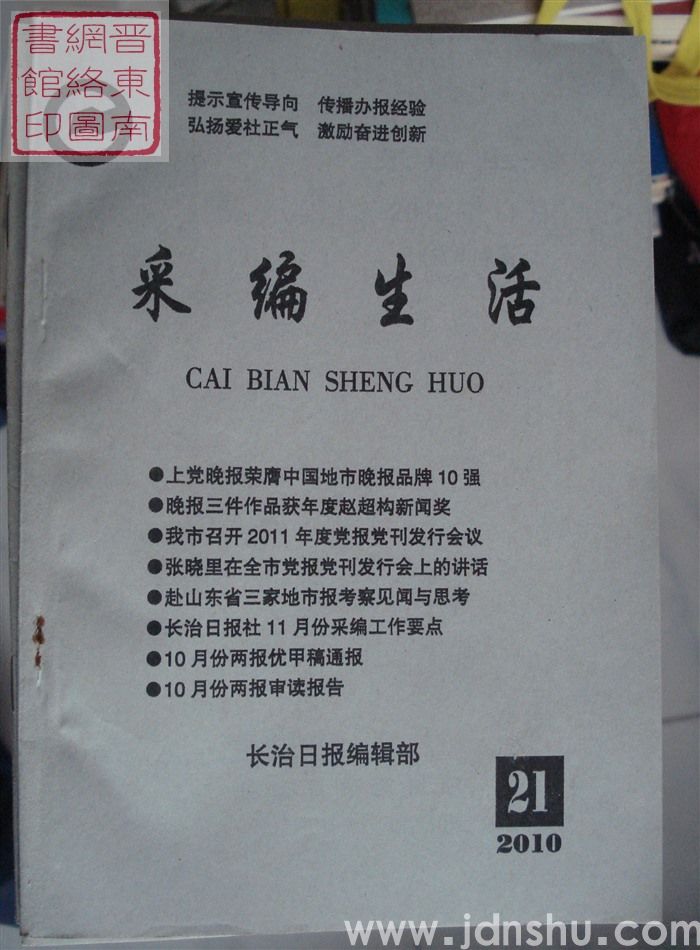 晋东南
網絡圖
書館印
提示宣传导向 传播办报经验
弘扬爱社正气 激励奋进创新
采编生活
CAI BIAN SHENG HUO
●上党晚报荣膺中国地市晚报品牌10强
●晚报三件作品获年度赵超构新闻奖
●我市召开2011年度党报党刊发行会议
●张晓里在全市党报党刊发行会上的讲话
●赴山东省三家地市报考察见闻与思考
●长治日报社11月份采编工作要点
●10月份两报优甲稿通报
●10月份两报审读报告
长治日报编辑部
21
2010
www.jdnshu.com